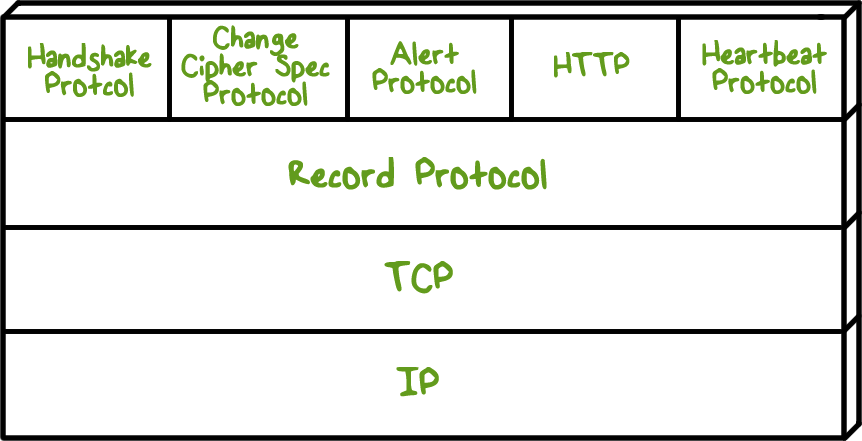 Handshake
Protcol
Change
Cipher Spec
Protocol
Alert
Protocol
HTTP
Heartbeat
Protocol
Record Protocol
TCP
IP